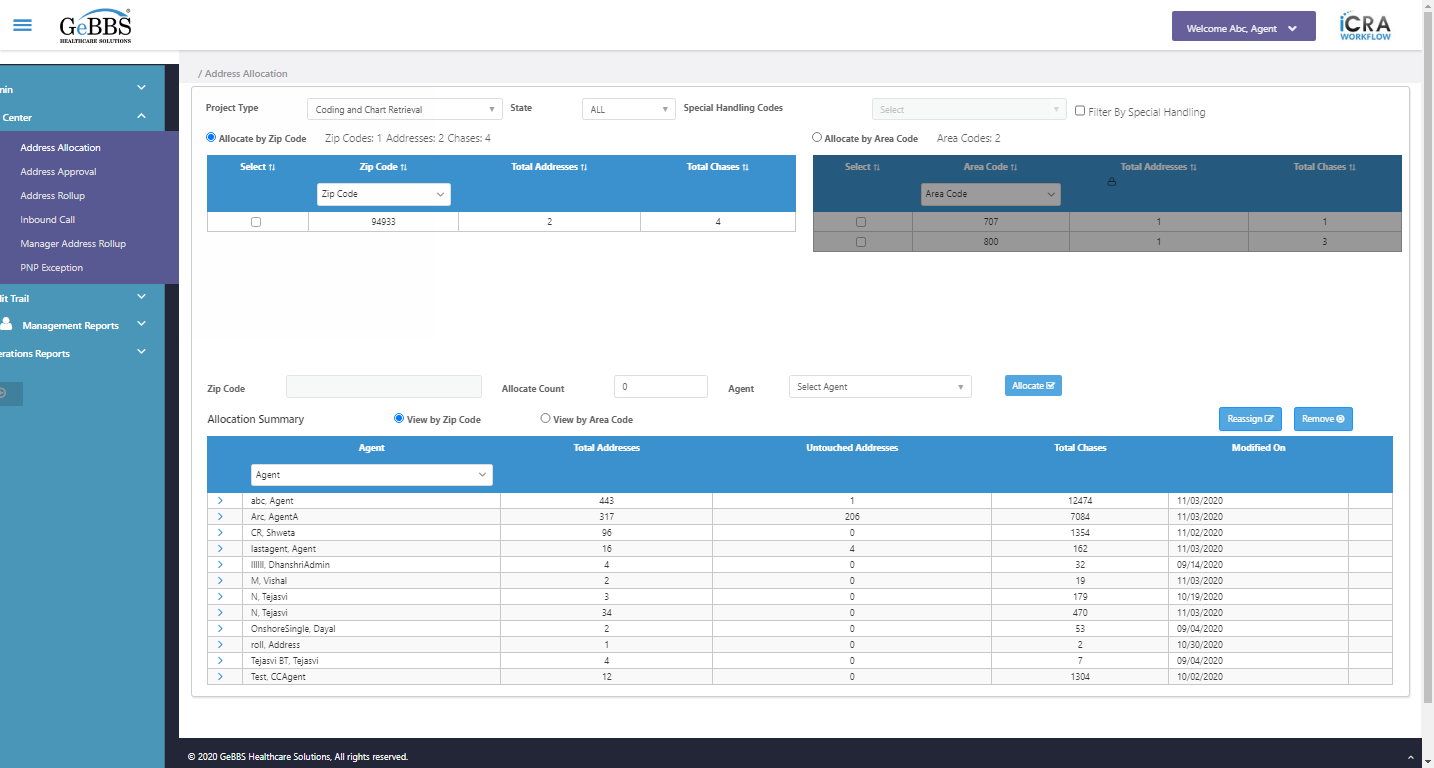 GeBBS
HEALTHCARE SOLUTIONS
Welcome Abc, Agent
iCRA
WORKFLOW
/ Address Allocation
min
Center
Address Allocation
Address Approval
Address Rollup
Inbound Call
Manager Address Rollup
PNP Exception
dit Trail
Management Reports
erations Reports
Project Type Coding and Chart Retrieval State ALL Special Handling Codes Select Filter By Special Handling
Allocate by Zip Code Zip Codes: 1 Addresses: 2 Chases: 4
Select Zip Code Total Addresses Total Chases
Zip Code
94933 2 4
Allocate by Area Code Area Codes: 2
Select Area Code Total Addresses Total Chases
Area Code
707 1 1
800 1 3
Zip Code Allocate Count 0 Agent Select Agent Allocate
Allocation Summary View by Zip Code View by Area Code Reassign Remove
Agent Total Addresses Untouched Addresses Total Chases Modified On
Agent
abc, Agent 443 1 12474 11/03/2020
Arc, AgentA 317 206 7084 11/03/2020
CR, Shweta 96 0 1354 11/02/2020
lastagent, Agent 16 4 162 11/03/2020
DhanshriAdmin 4 0 32 09/14/2020
M, Vishal 2 0 19 11/03/2020
N, Tejasvi 3 0 179 10/19/2020
N, Tejasvi 34 0 470 11/03/2020
OnshoreSingle, Dayal 2 0 53 09/04/2020
roll, Address 1 0 2 10/30/2020
Tejasvi BT, Tejasvi 4 0 7 09/04/2020
Test, CCAgent 12 0 1304 10/02/2020
© 2020 GeBBS Healthcare Solutions, All rights reserved.